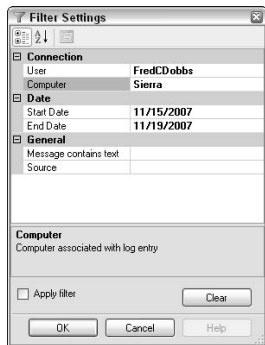 Filter Settings
Connection
User FredCDobbs
Computer Sierra
Date
Start Date 11/15/2007
End Date 11/19/2007
General
Message contains text
Source
Computer
Computer associated with log entry
Apply filter
Clear
OK Cancel Help